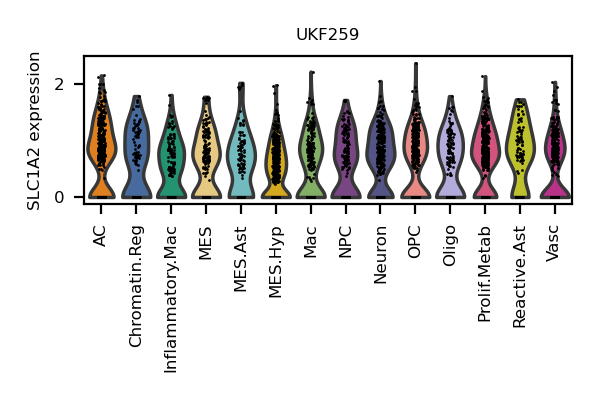 UKF259
SLC1A2 expression
2
0
AC
Chromatin.Reg
Inflammatory.Mac
MES
MES.Ast
MES.Hyp
Mac
NPC
Neuron
OPC
Oligo
Prolif.Metab
Reactive.Ast
Vasc